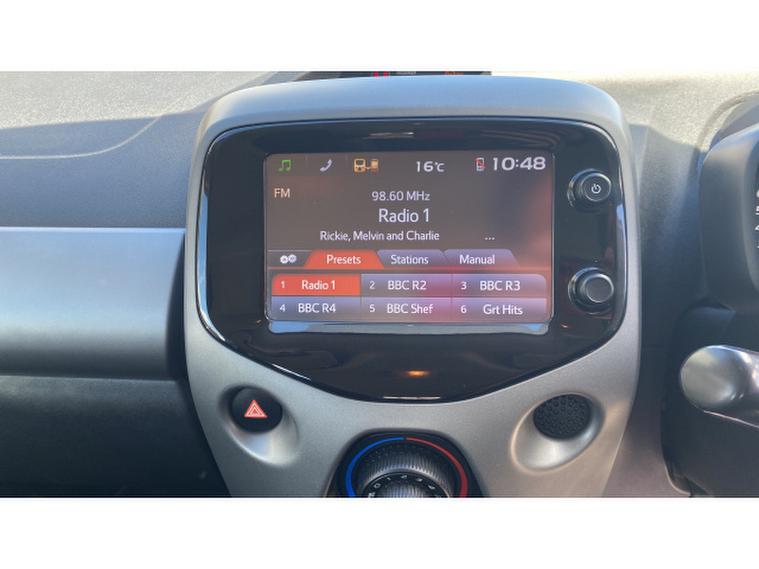 16°C 10:48
FM
98.60 MHz
Radio 1
Rickie, Melvin and Charlie ...
Presets Stations Manual
1 Radio 1 2 BBC R2 3 BBC R3
4 BBC R4 5 BBC Shef 6 Grt Hits